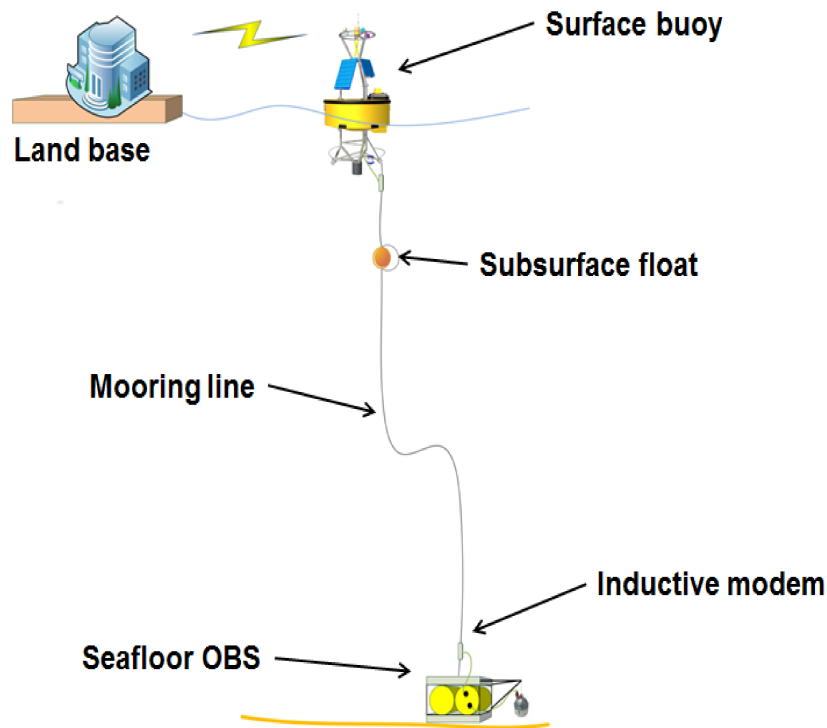 Surface buoy
Land base
Subsurface float
Mooring line
Inductive modem
Seafloor OBS